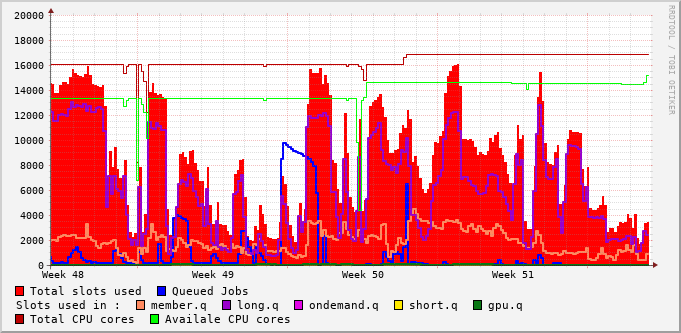 20000
18000
16000
14000
12000
10000
8000
6000
4000
2000
0
Week 48 Week 49 Week 50 Week 51
Total slots used Queued Jobs
Slots used in : member.q long.q ondemand.q short.q gpu.q
Total CPU cores Availale CPU cores
RRDTOOL / TOBI OETIKER